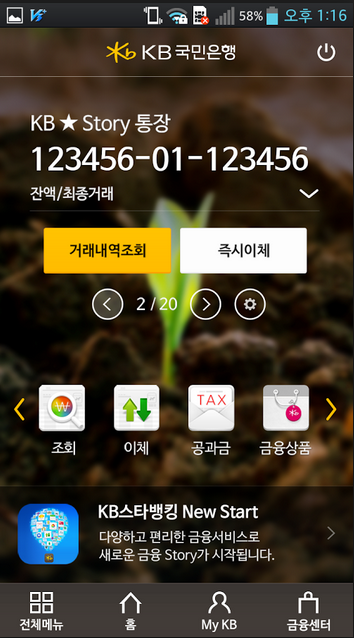 58% 오후 1:16
KB 국민은행
KB ★ Story 통장
123456-01-123456
잔액/최종거래
거래내역조회 즉시이체
2 / 20
TAX
조회 이체 공과금 금융상품
KB스타뱅킹 New Start
다양하고 편리한 금융서비스로
새로운 금융 Story가 시작됩니다.
전체메뉴 홈 My KB 금융센터